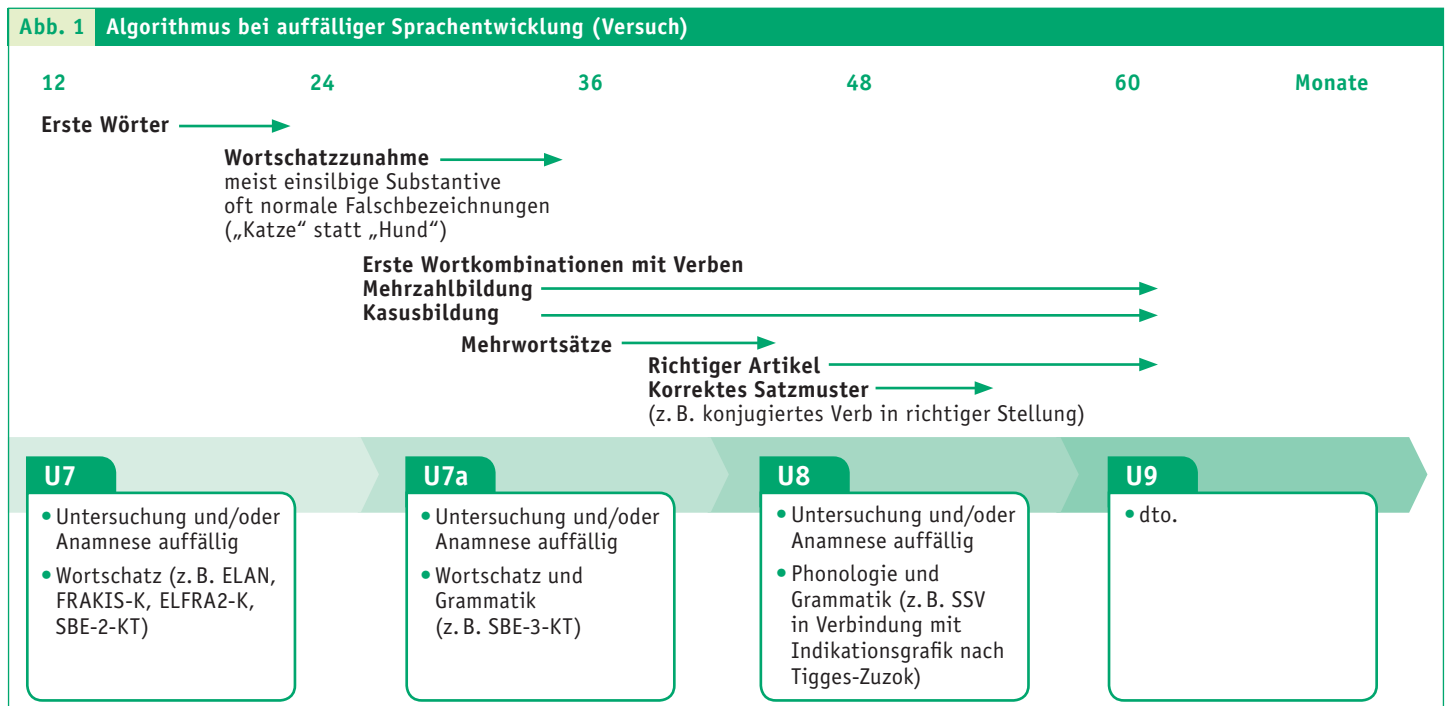 Abb. 1 Algorithmus bei auffälliger Sprachentwicklung (Versuch)
12 24 36 48 60 Monate
Erste Wörter
Wortschatzzunahme
meist einsilbige Substantive
oft normale Falschbezeichnungen
(„Katze“ statt „Hund“)
Erste Wortkombinationen mit Verben
Mehrzahlbildung
Kasusbildung
Mehrwortsätze
Richtiger Artikel
Korrektes Satzmuster
(z. B. konjugiertes Verb in richtiger Stellung)
U7
• Untersuchung und/oder
Anamnese auffällig
• Wortschatz (z. B. ELAN,
FRAKIS-K, ELFRA2-K,
SBE-2-KT)
U7a
• Untersuchung und/oder
Anamnese auffällig
• Wortschatz und
Grammatik
(z. B. SBE-3-KT)
U8
• Untersuchung und/oder
Anamnese auffällig
• Phonologie und
Grammatik (z. B. SSV
in Verbindung mit
Indikationsgrafik nach
Tigges-Zuzok)
U9
• dto.